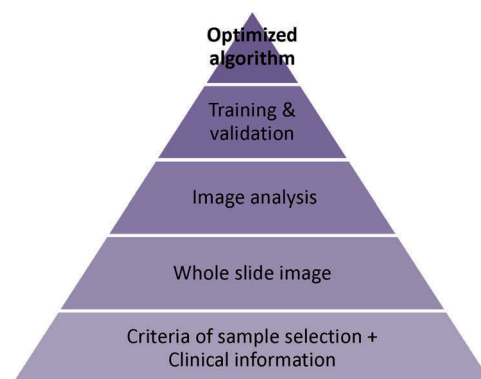 Optimized
algorithm
Training &
validation
Image analysis
Whole slide image
Criteria of sample selection +
Clinical information